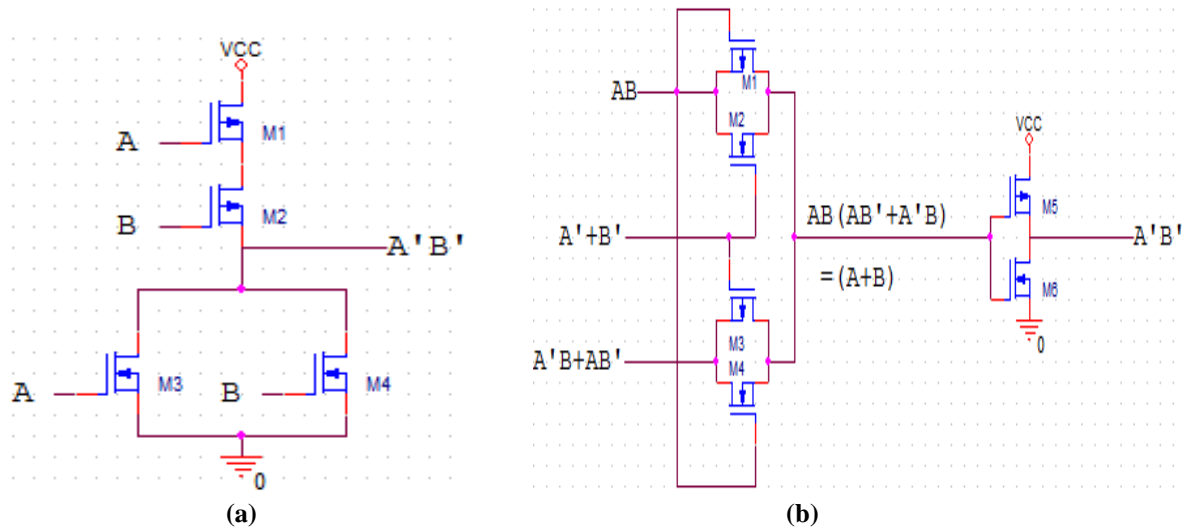 VCC
A
M1
B
M2
A'B'
A
M3
B
M4
0
(a)
AB
M1
M2
A'+B'
AB(AB'+A'B)
=(A+B)
A'B+AB'
M3
M4
VCC
M5
A'B'
M6
0
(b)